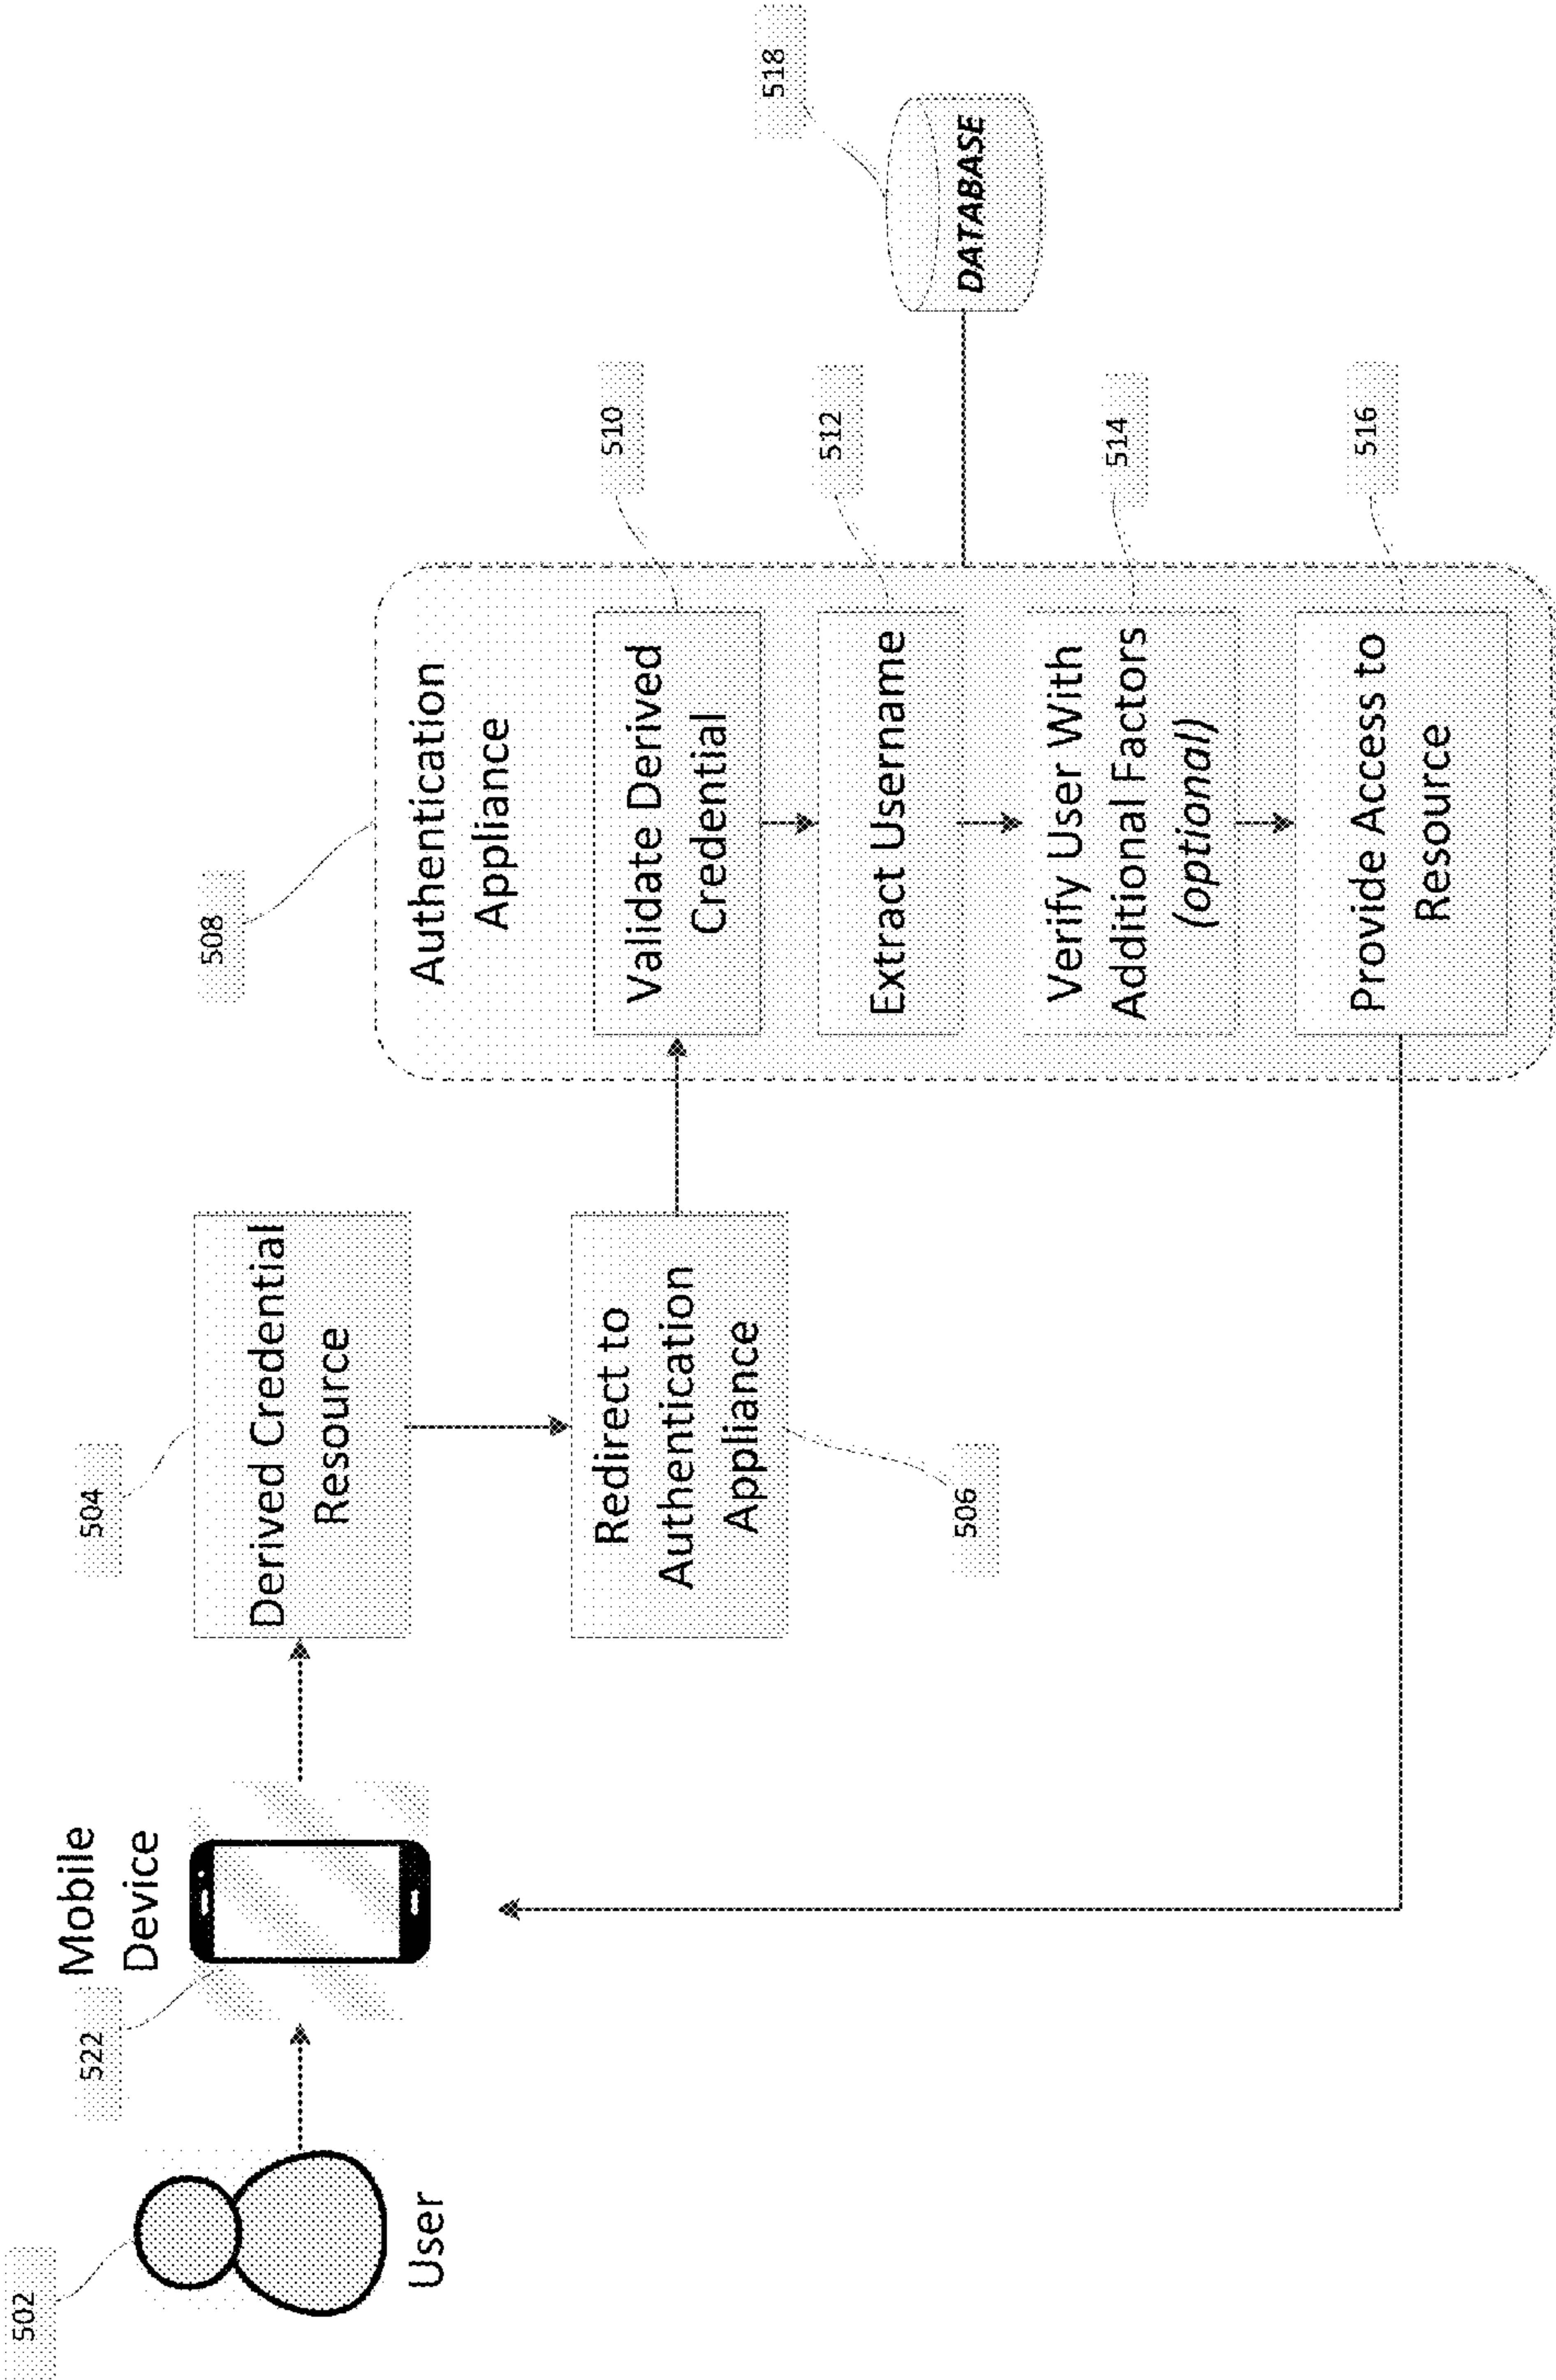 502
User
522
Mobile
Device
504
Derived Credential
Resource
Redirect to
Authentication
Appliance
506
508
Authentication
Appliance
Validate Derived
Credential
510
Extract Username
512
Verify User With
Additional Factors
(optional)
514
Provide Access to
Resource
516
518
DATABASE